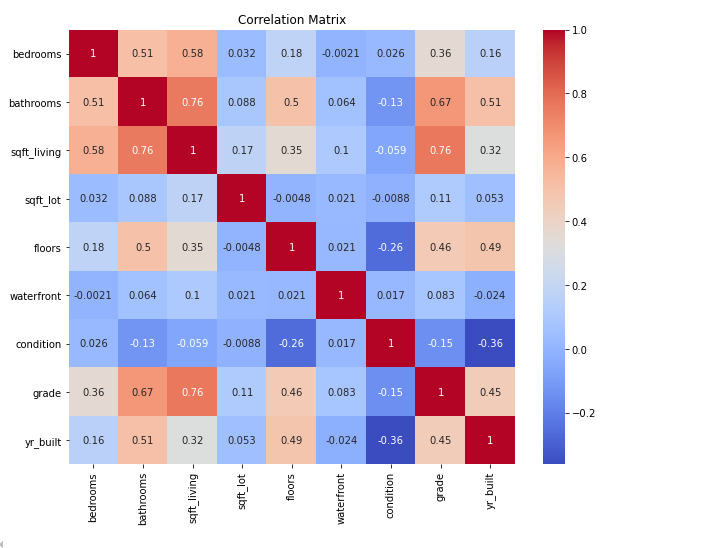 Correlation Matrix
bedrooms 1 0.51 0.58 0.032 0.18 -0.0021 0.026 0.36 0.16
bathrooms 0.51 1 0.76 0.088 0.5 0.064 -0.13 0.67 0.51
sqft_living 0.58 0.76 1 0.17 0.35 0.1 -0.059 0.76 0.32
sqft_lot 0.032 0.088 0.17 1 -0.0048 0.021 -0.0088 0.11 0.053
floors 0.18 0.5 0.35 -0.0048 1 0.021 -0.26 0.46 0.49
waterfront -0.0021 0.064 0.1 0.021 0.021 1 0.017 0.083 -0.024
condition 0.026 -0.13 -0.059 -0.0088 -0.26 0.017 1 -0.15 -0.36
grade 0.36 0.67 0.76 0.11 0.46 0.083 -0.15 1 0.45
yr_built 0.16 0.51 0.32 0.053 0.49 -0.024 -0.36 0.45 1
bedrooms
bathrooms
sqft_living
sqft_lot
floors
waterfront
condition
grade
yr_built
1.0
0.8
0.6
0.4
0.2
0.0
−0.2